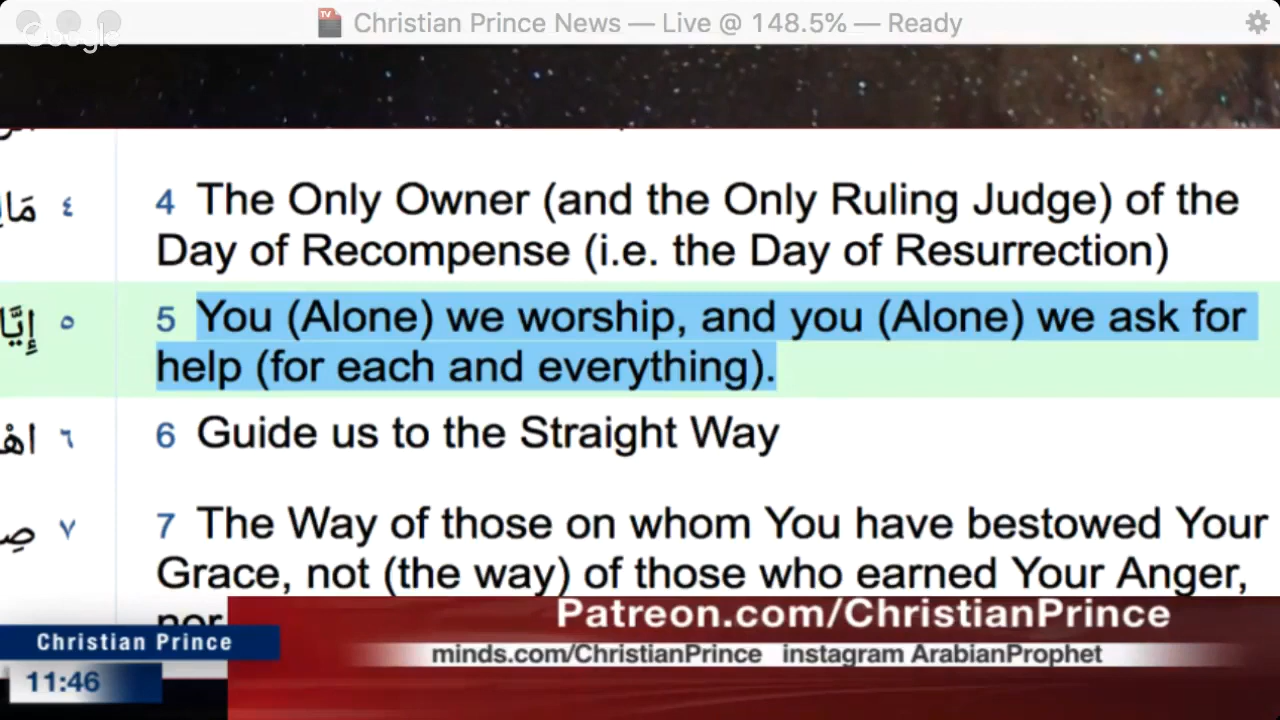 Christian Prince News — Live @ 148.5% — Ready
Google
TV
4 The Only Owner (and the Only Ruling Judge) of the
Day of Recompense (i.e. the Day of Resurrection)
٤
5 You (Alone) we worship, and you (Alone) we ask for
help (for each and everything).
إِيَّا ٥
6 Guide us to the Straight Way
اهْ ٦
7 The Way of those on whom You have bestowed Your
Grace, not (the way) of those who earned Your Anger,
nor
صِ ٧
Patreon.com/ChristianPrince
Christian Prince
minds.com/ChristianPrince instagram ArabianProphet
11:46